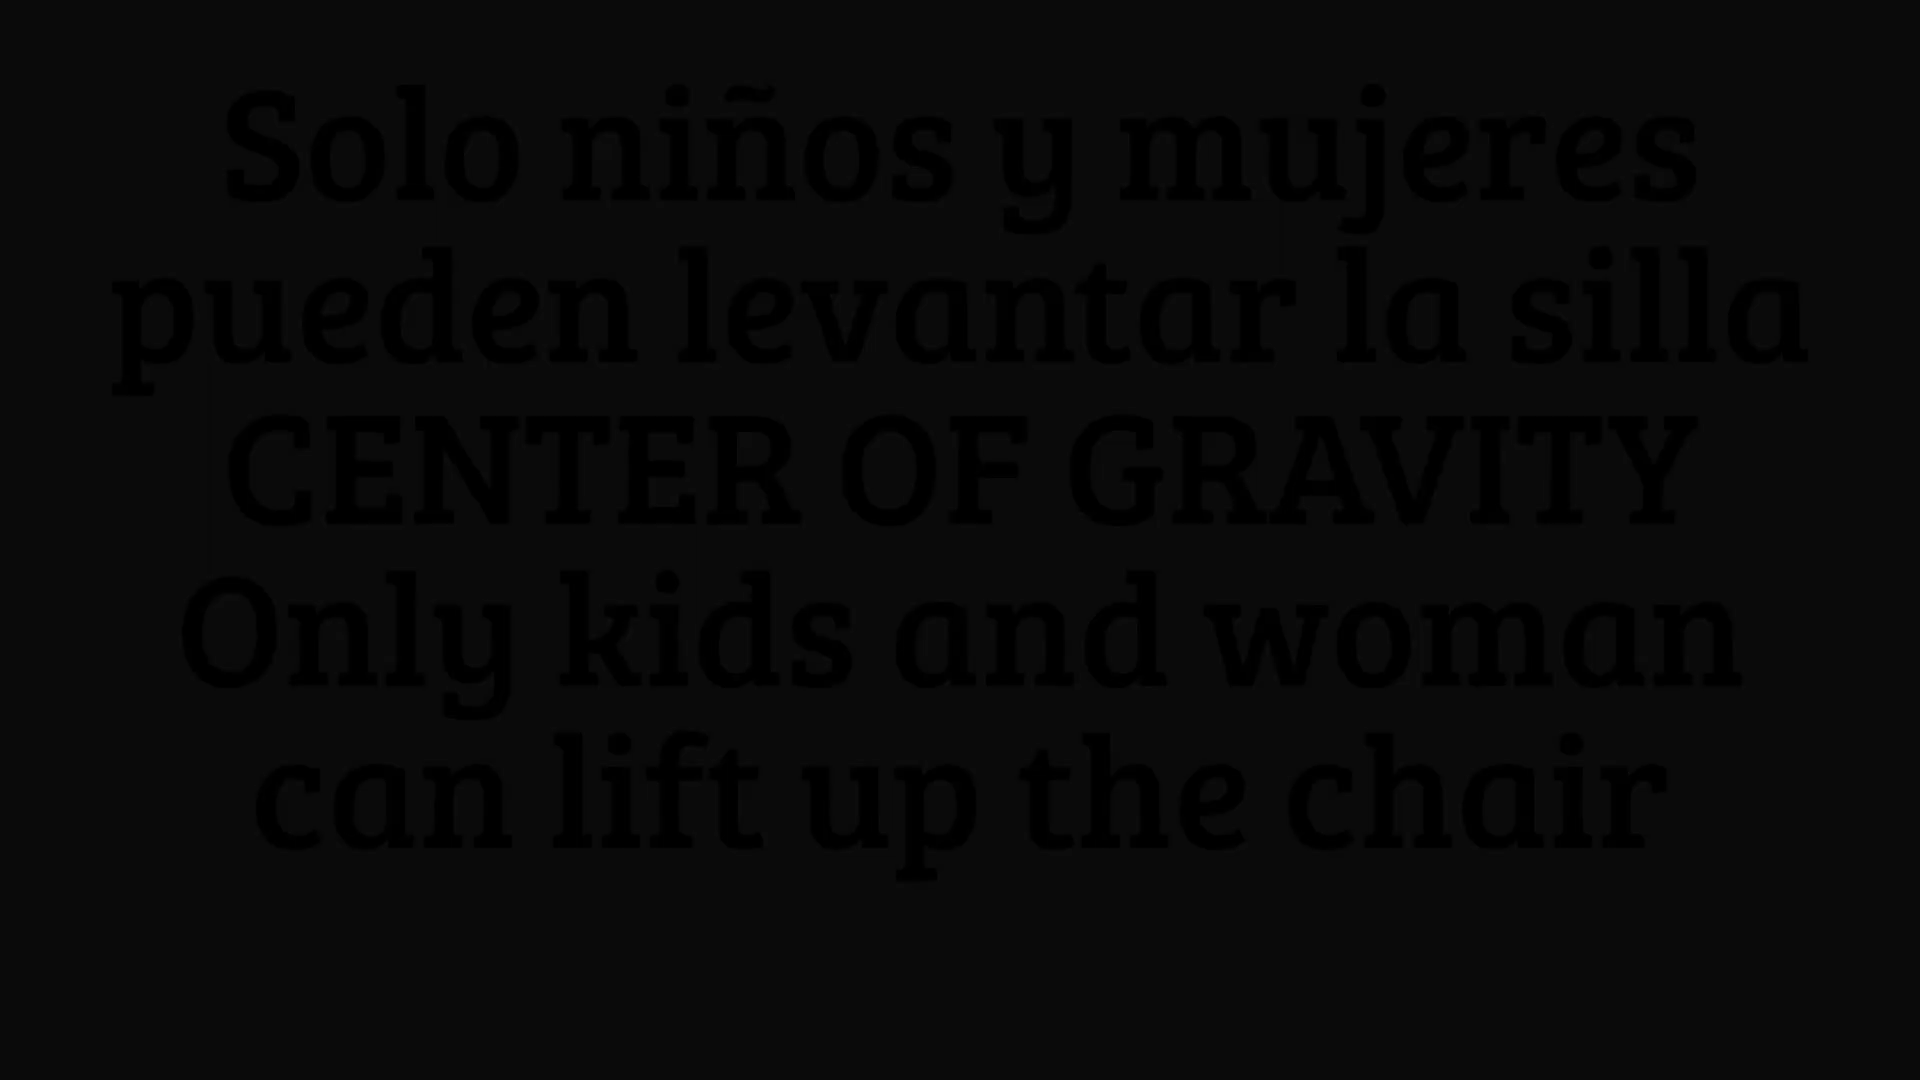 Solo niños y mujeres
pueden levantar la silla
CENTER OF GRAVITY
Only kids and woman
can lift up the chair